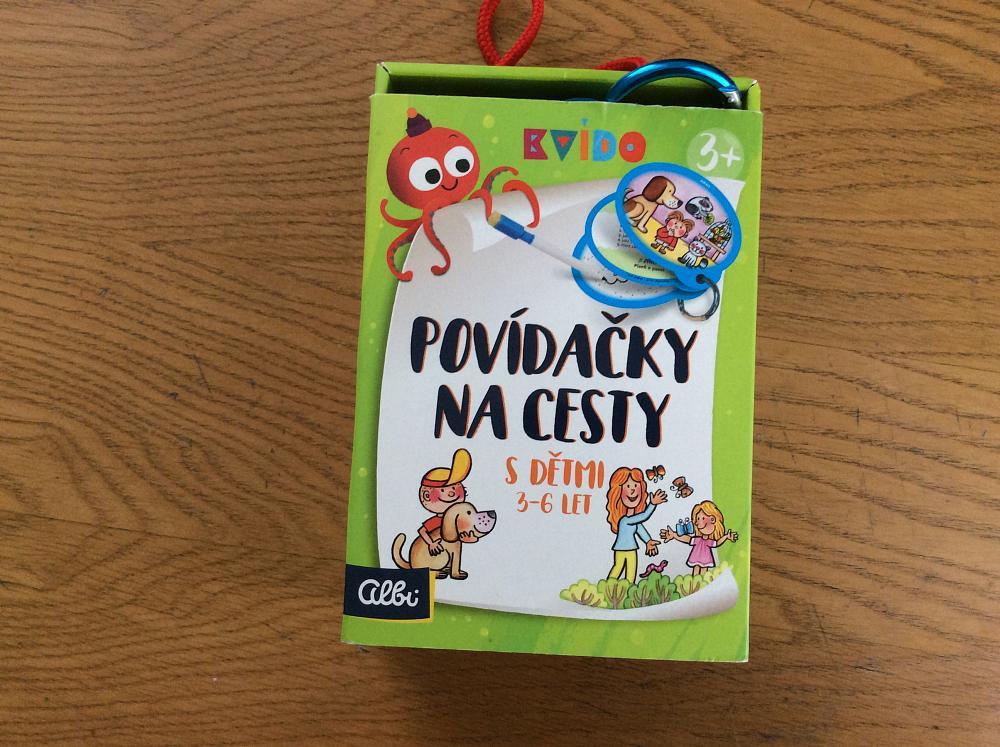 KVÍDO
3+
POVÍDAČKY
NA CESTY
S DĚTMI
3-6 LET
Albi